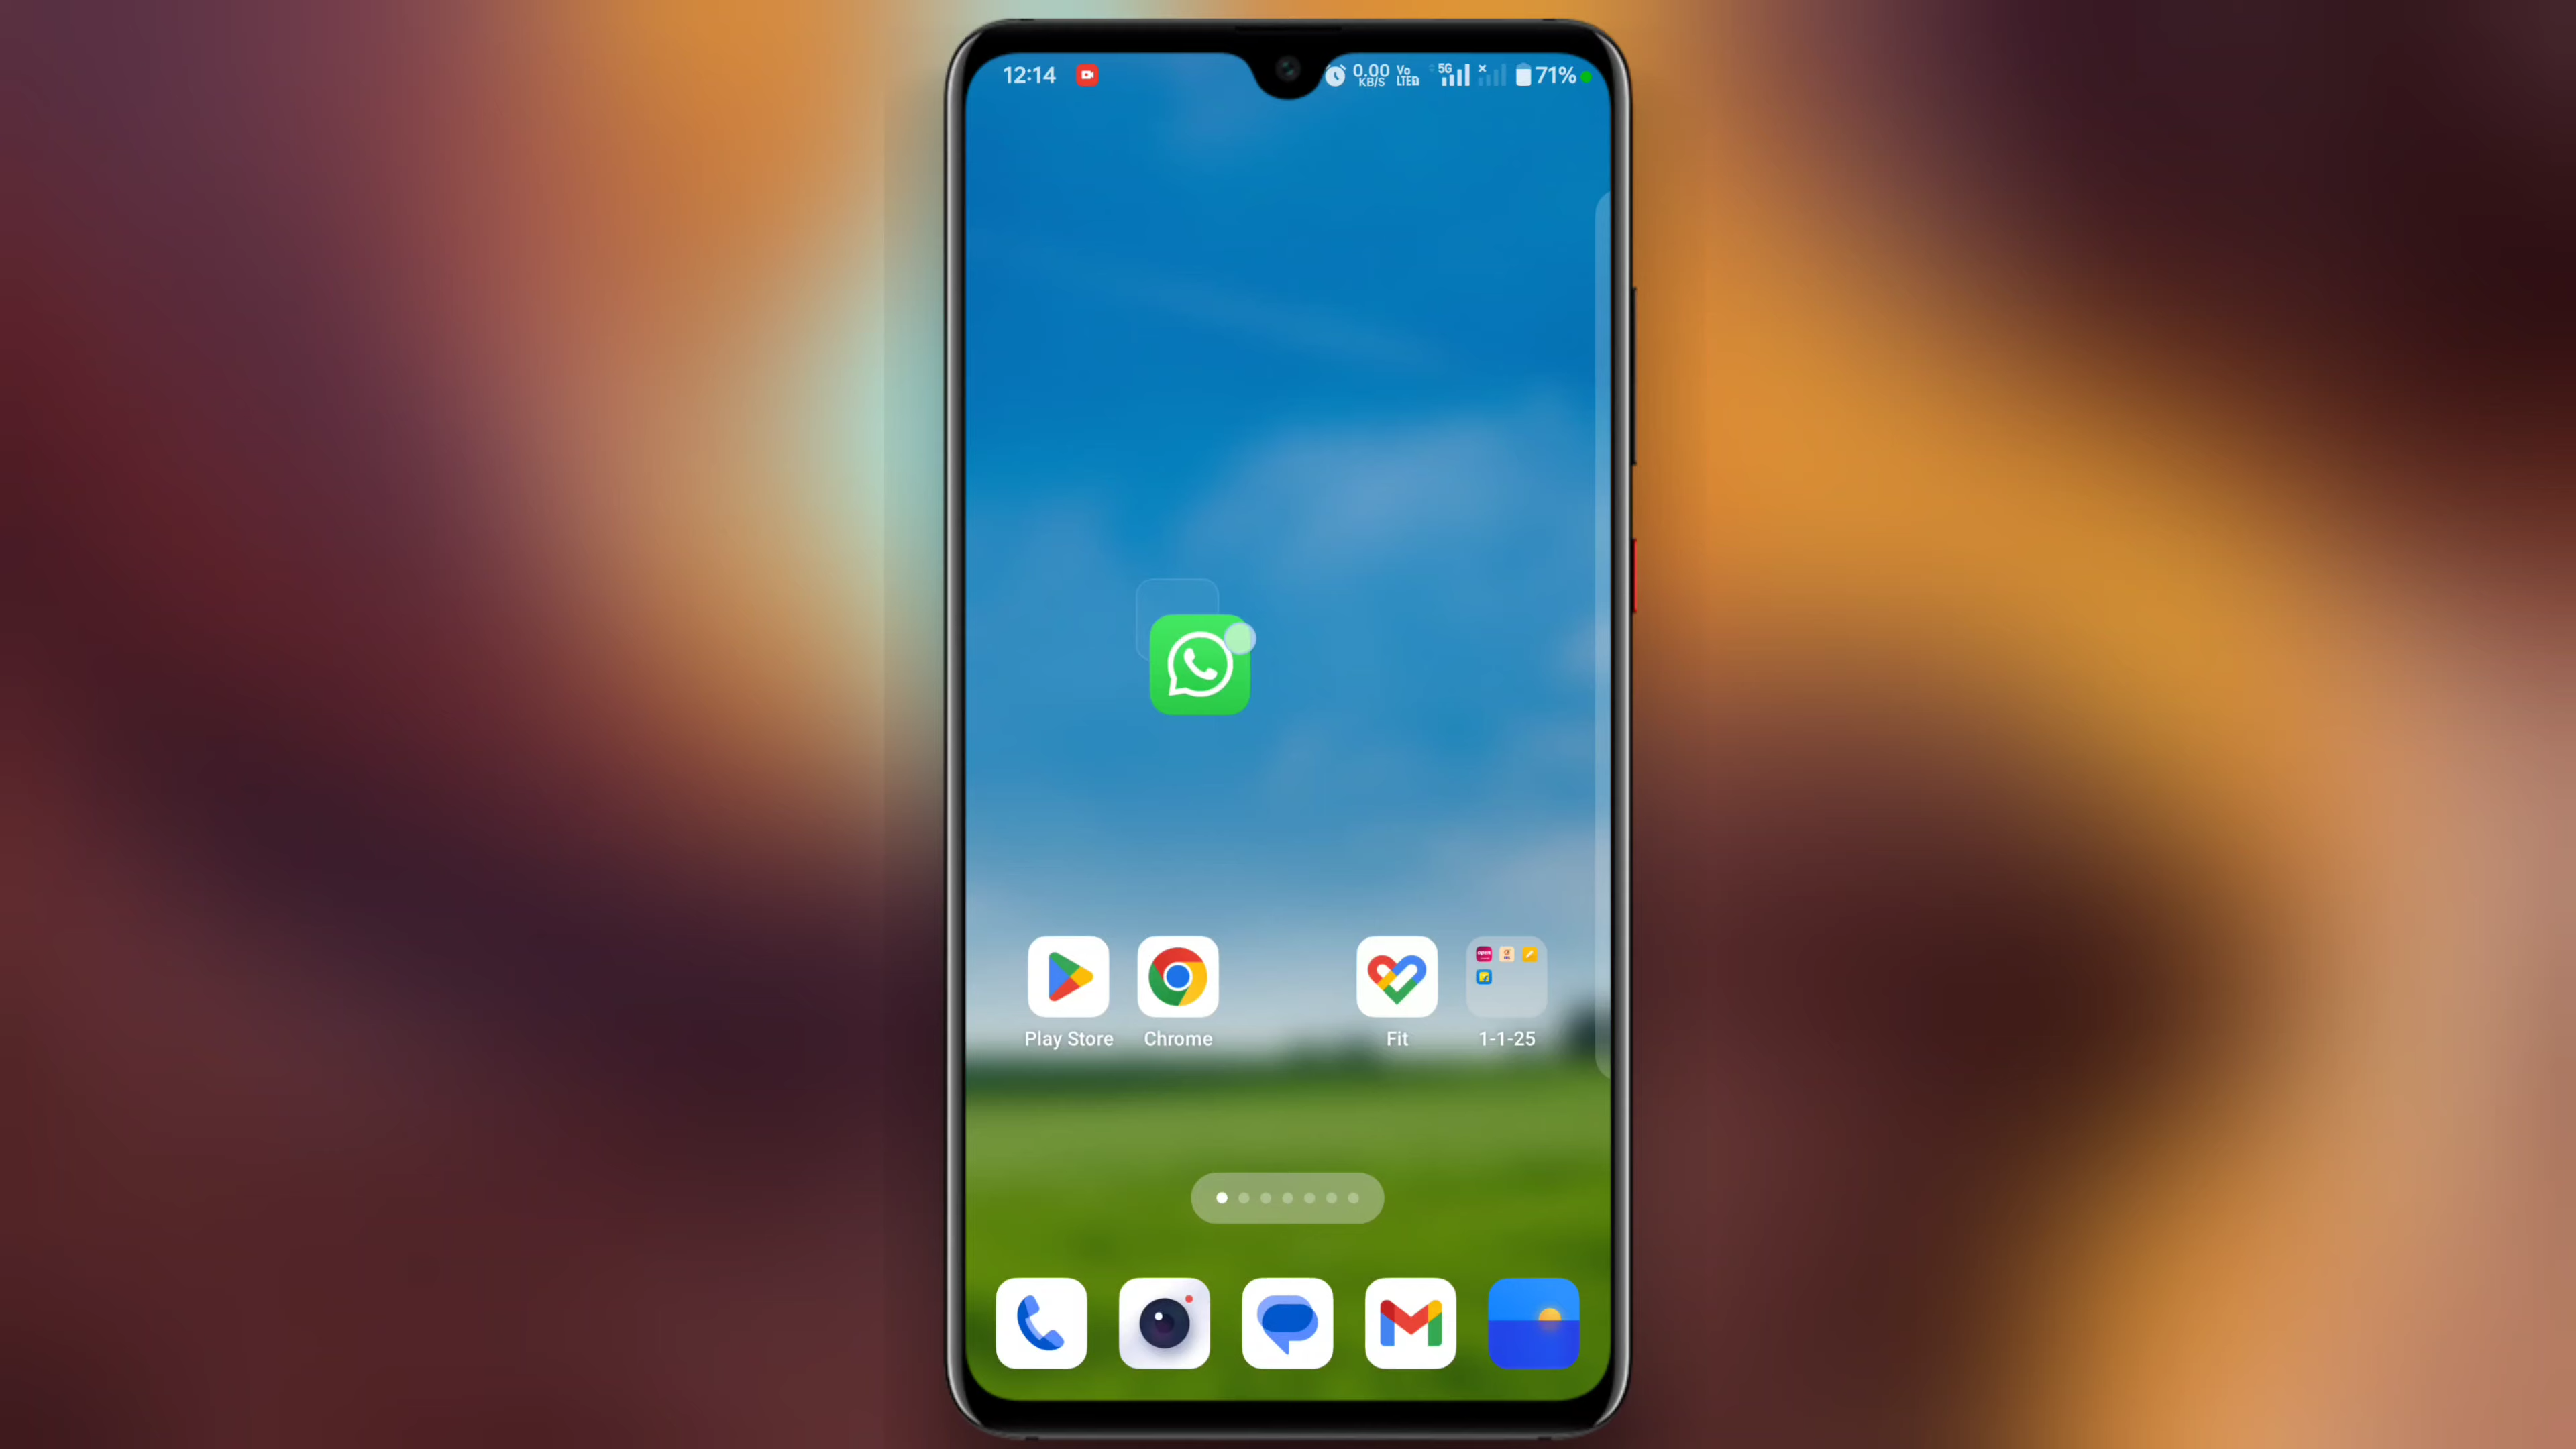 12:14
0.00 KB/S
Vo LTE
5G
71%
Play Store
Chrome
Fit
1-1-25